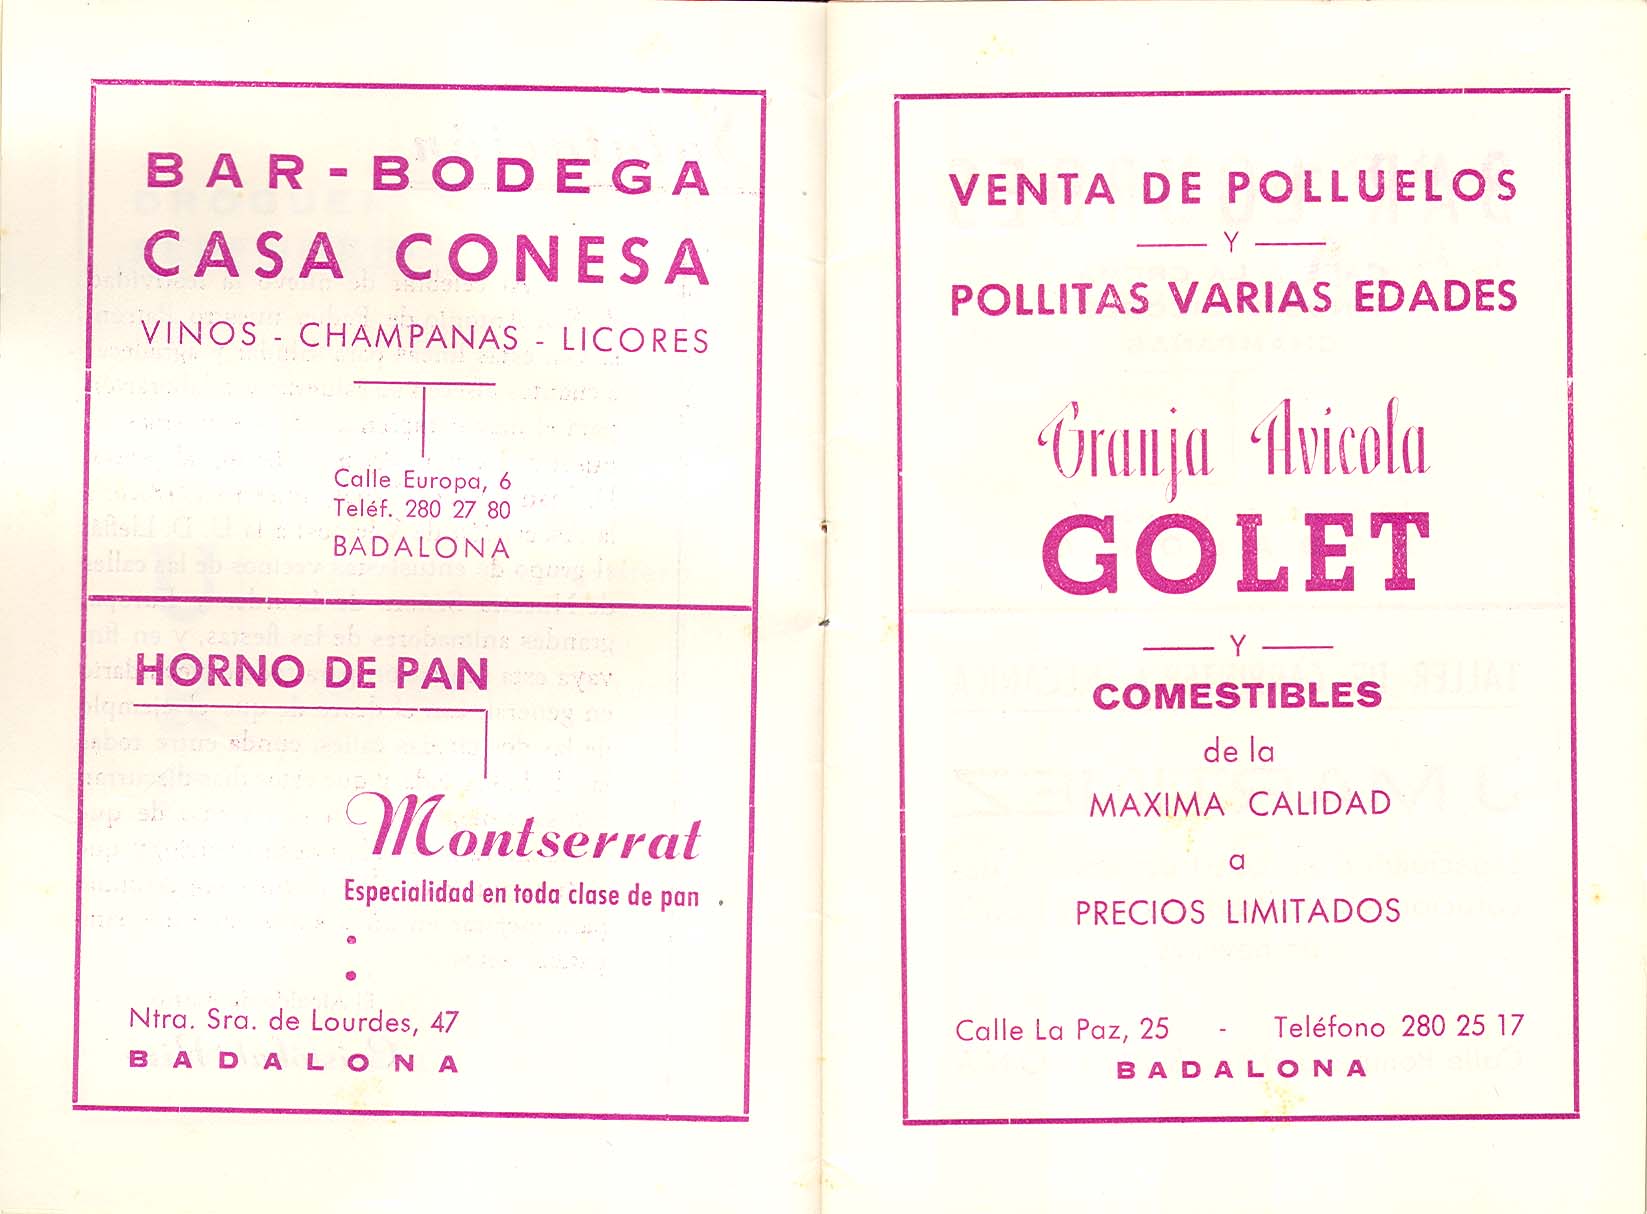 BAR - BODEGA
CASA CONESA
VINOS - CHAMPANAS - LICORES
Calle Europa, 6
Teléf. 280 27 80
BADALONA
HORNO DE PAN
Montserrat
Especialidad en toda clase de pan .
Ntra. Sra. de Lourdes, 47
BADALONA
VENTA DE POLLUELOS
Y
POLLITAS VARIAS EDADES
Granja Avicola
GOLET
Y
COMESTIBLES
de la
MAXIMA CALIDAD
a
PRECIOS LIMITADOS
Calle La Paz, 25 - Teléfono 280 25 17
BADALONA